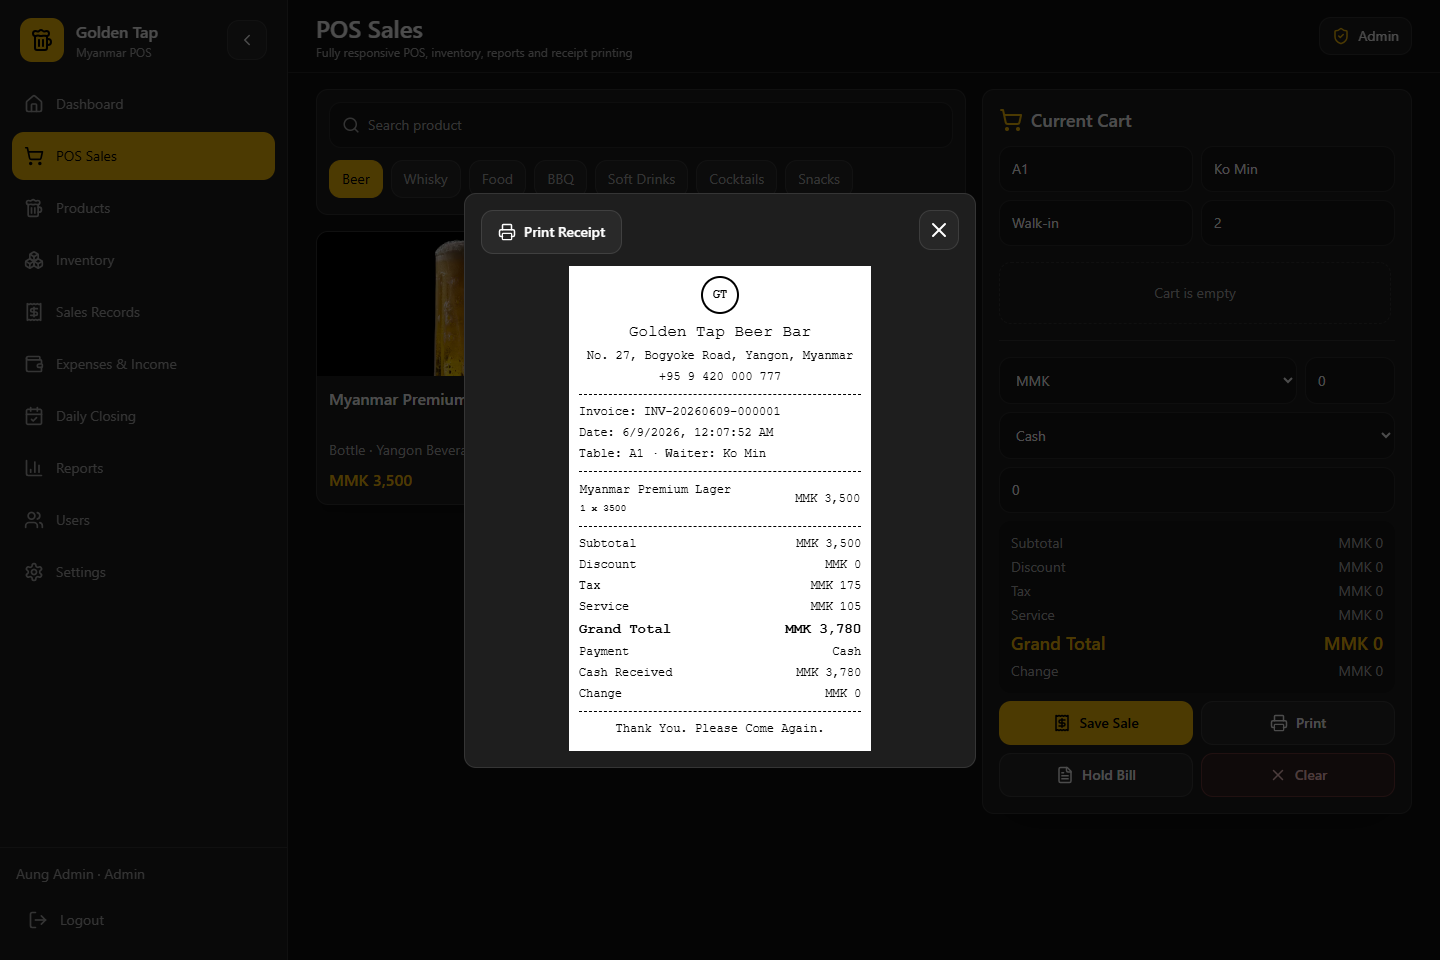 Golden Tap
Myanmar POS
Dashboard
POS Sales
Products
Inventory
Sales Records
Expenses & Income
Daily Closing
Reports
Users
Settings
Aung Admin · Admin
Logout
POS Sales
Fully responsive POS, inventory, reports and receipt printing
Admin
Search product
Beer
Whisky
Food
BBQ
Soft Drinks
Cocktails
Snacks
Myanmar Premium
Bottle · Yangon Bevera
MMK 3,500
Print Receipt
GT
Golden Tap Beer Bar
No. 27, Bogyoke Road, Yangon, Myanmar
+95 9 420 000 777
Invoice: INV-20260609-000001
Date: 6/9/2026, 12:07:52 AM
Table: A1 · Waiter: Ko Min
Myanmar Premium Lager MMK 3,500
1 x 3500
Subtotal MMK 3,500
Discount MMK 0
Tax MMK 175
Service MMK 105
Grand Total MMK 3,780
Payment Cash
Cash Received MMK 3,780
Change MMK 0
Thank You. Please Come Again.
Current Cart
A1 Ko Min
Walk-in 2
Cart is empty
MMK 0
Cash
0
Subtotal MMK 0
Discount MMK 0
Tax MMK 0
Service MMK 0
Grand Total MMK 0
Change MMK 0
Save Sale
Print
Hold Bill
Clear